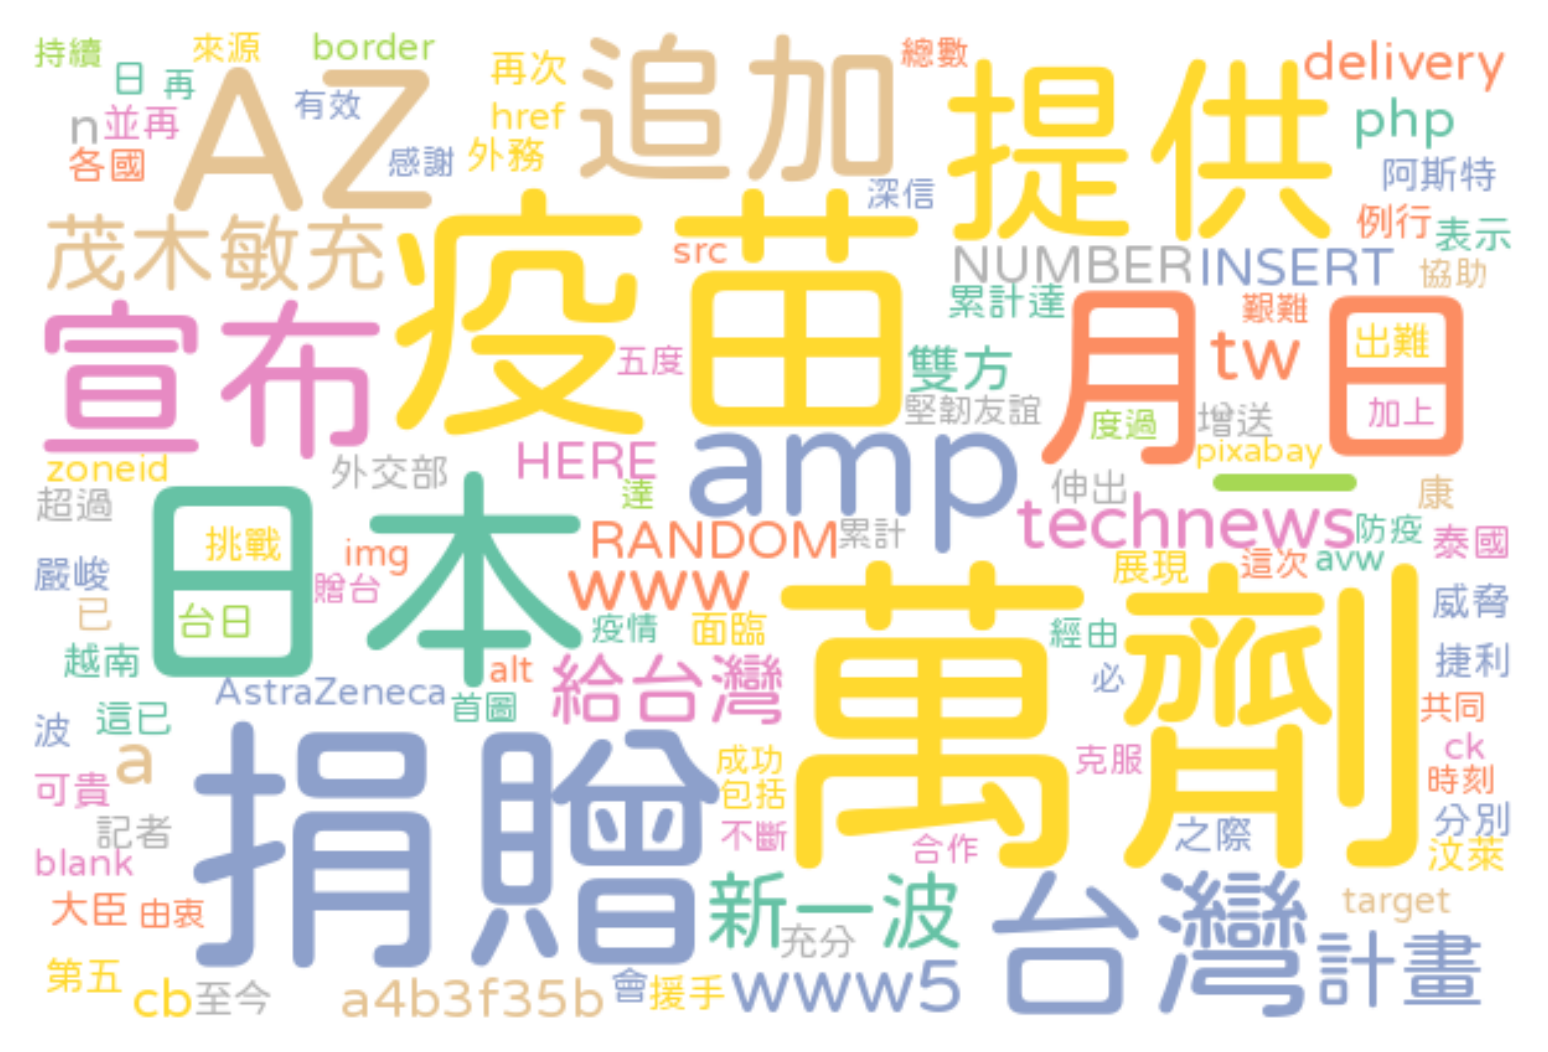 持續
來源
border
再次
追加
總數
提供
delivery
日
再
AZ
有效
href
php
n
並再
各國
感謝
外務
深信
阿斯特
茂木敏充
疫苗
src
例行
表示
NUMBER
INSERT
協助
宣布
累計達
月
艱難
日
出難
五度
雙方
tw
堅韌友誼
度過
增送
加上
zoneid
外交部
HERE
amp
pixabay
超過
日本
達
伸出
一
康
technews
挑戰
img
RANDOM
累計
防疫
泰國
嚴峻
贈台
www
展現
這次
avw
已
台日
疫情
面臨
萬劑
經由
威脅
越南
alt
給台灣
必
捷利
AstraZeneca
首圖
波
這已
共同
a
捐贈
成功
克服
ck
可貴
包括
時刻
記者
不斷
合作
之際
分別
blank
汶萊
大臣
由衷
新一波
充分
台灣
target
計畫
第五
cb
至今
a4b3f35b
會
援手
www5